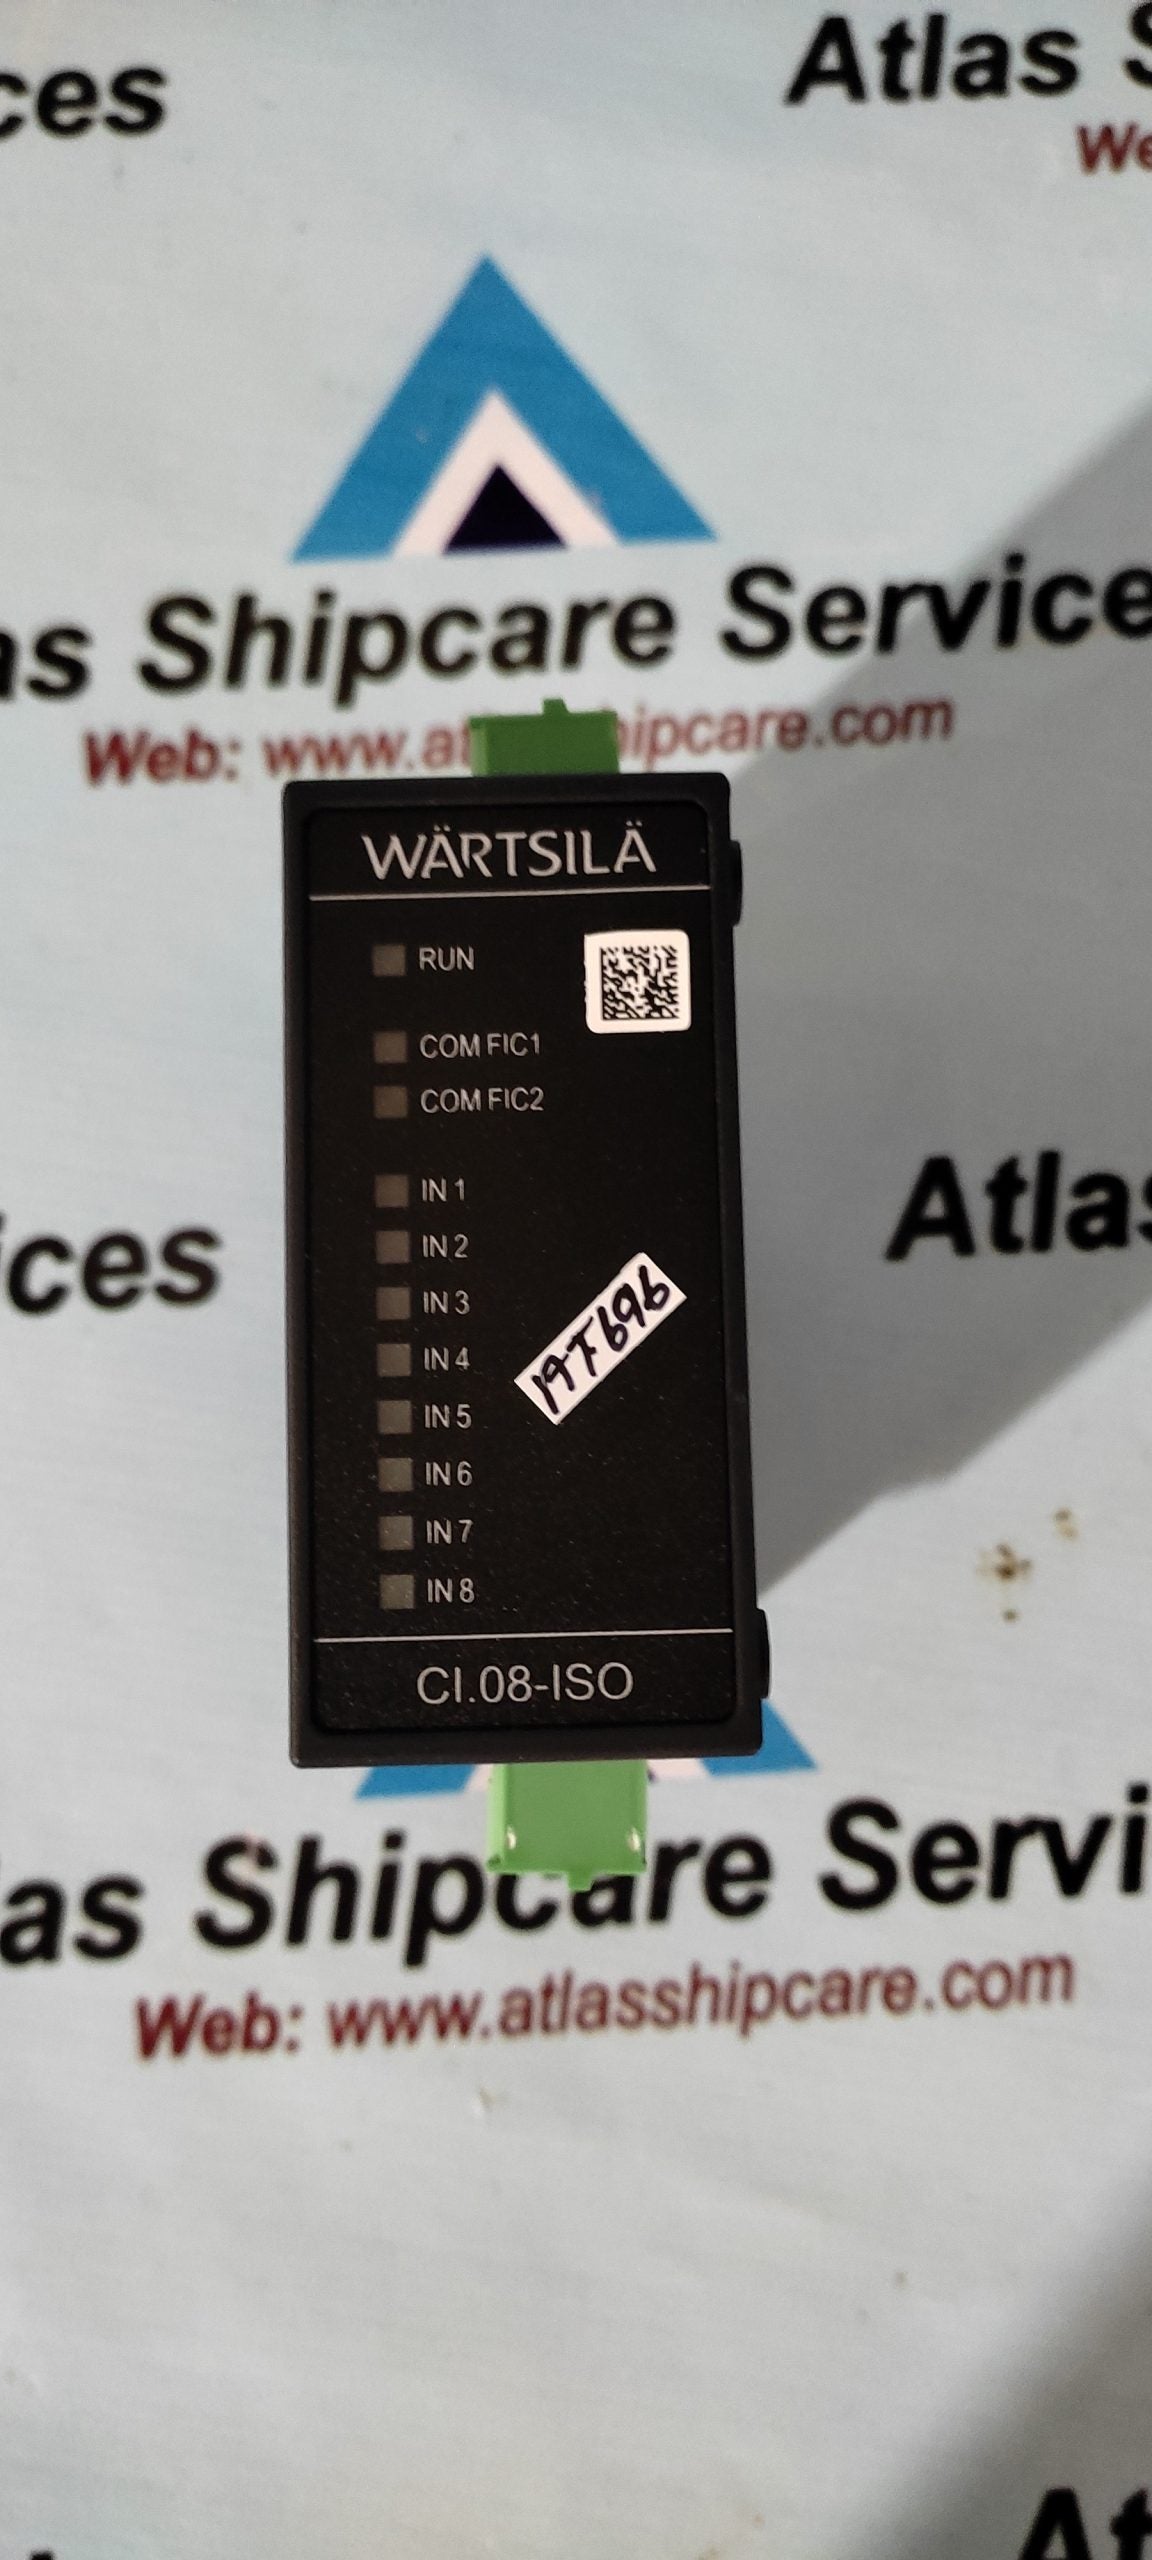 ces
Atlas S
We
as Shipcare Service
Web: www.at ipcare.com
WÄRTSILÄ
RUN
COM FIC1
COM FIC2
IN 1
IN 2
IN 3
IN 4
IN 5
IN 6
IN 7
IN 8
19T696
CI.08-ISO
ices
Atlas
as Shipcare Servi
Web: www.atlasshipcare.com
At